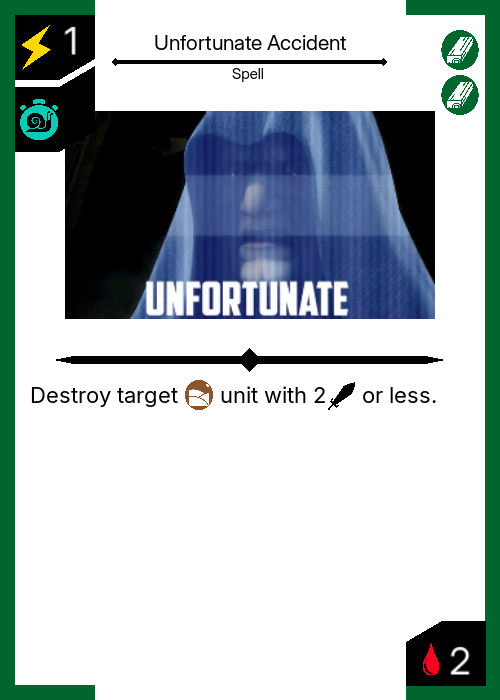 1
Unfortunate Accident
Spell
UNFORTUNATE
Destroy target unit with 2 or less.
2